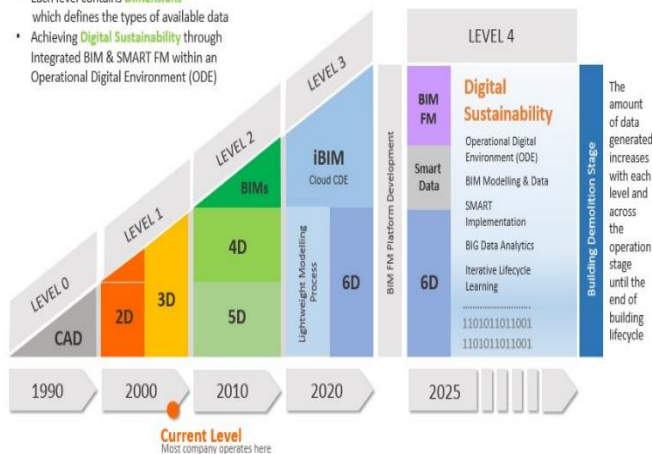 Each level contains Dimensions
which defines the types of available data
• Achieving Digital Sustainability through
Integrated BIM & SMART FM within an
Operational Digital Environment (ODE)
LEVEL 0
CAD
LEVEL 1
2D
3D
LEVEL 2
BIMs
4D
5D
LEVEL 3
iBIM
Cloud CDE
Lightweight Modelling
Process
6D
BIM FM Platform Development
LEVEL 4
BIM
FM
Smart
Data
6D
Digital
Sustainability
Operational Digital
Environment (ODE)
BIM Modelling & Data
SMART
Implementation
BIG Data Analytics
Iterative Lifecycle
Learning
1101011011001
1101011011001
Building Demolition Stage
The
amount
of data
generated
increases
with each
level and
across
the
operation
stage
until the
end of
building
lifecycle
1990
2000
2010
2020
2025
Current Level
Most company operates here